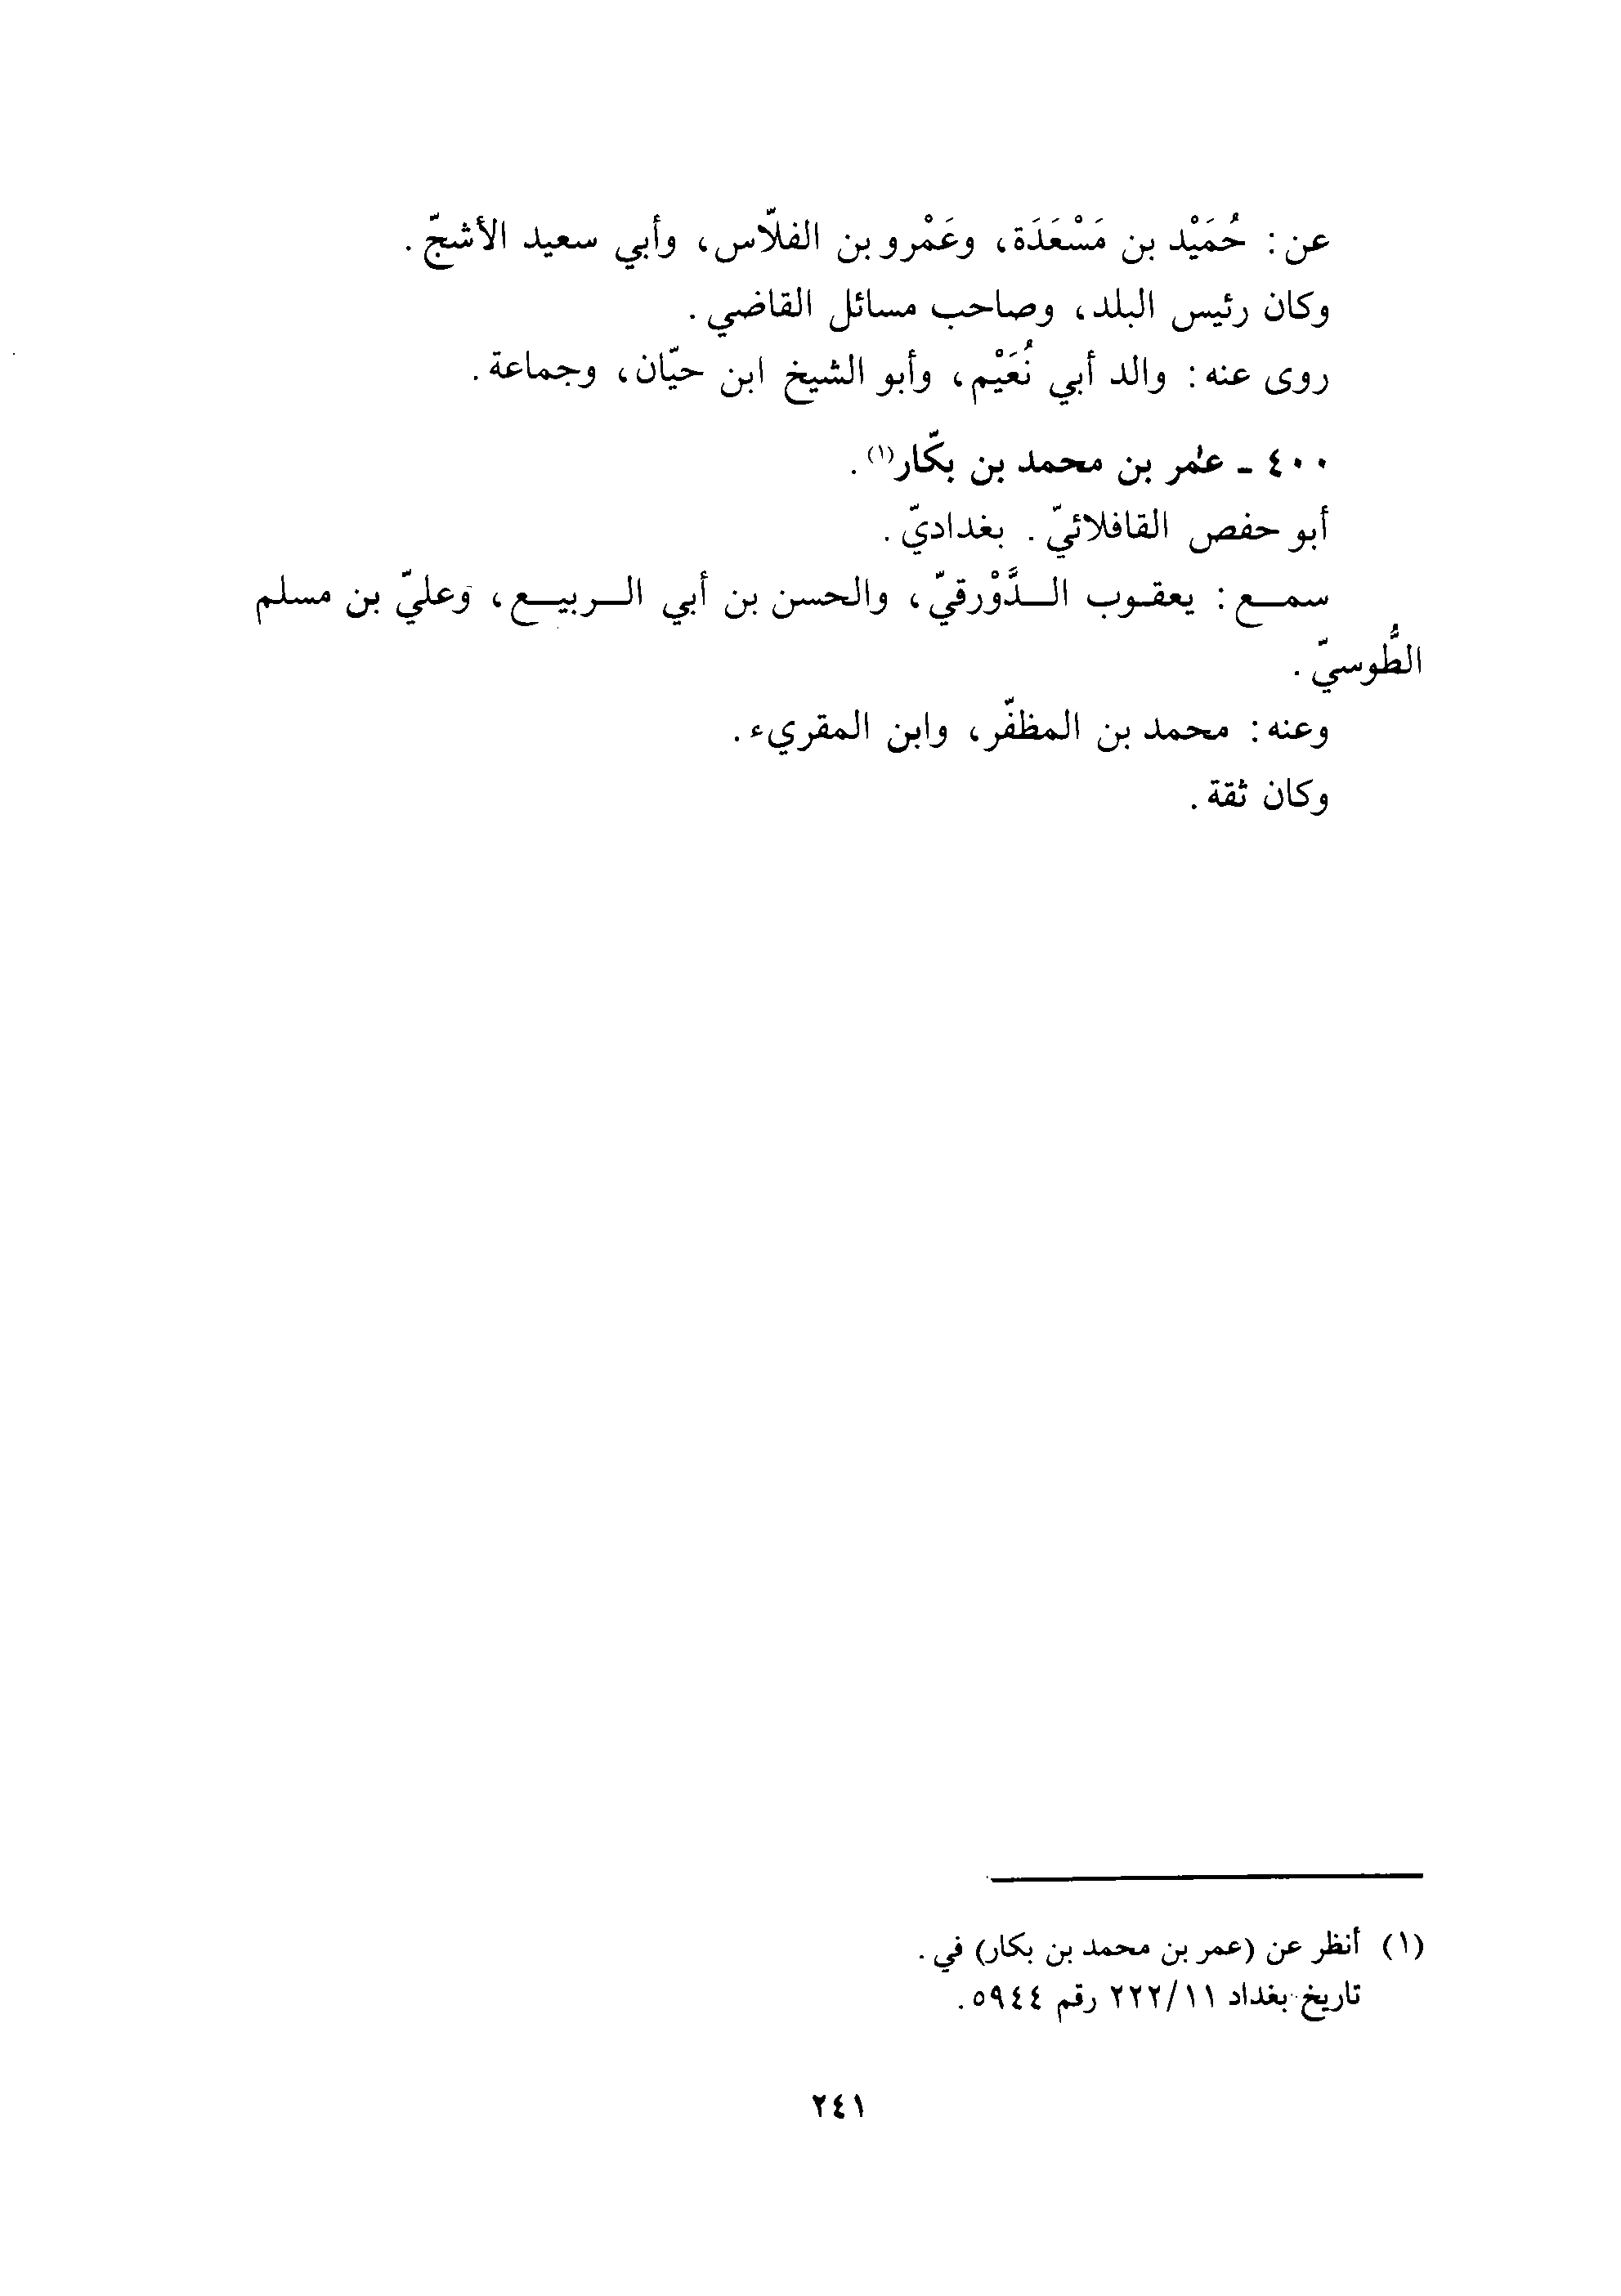 عن: حُمَيْد بن مَسْعَدَة، وعَمْرو بن الفلّاس، وأبي سعيد الأشجّ.
وكان رئيس البلد، وصاحب مسائل القاضي.
روى عنه: والد أبي نُعَيْم، وأبو الشيخ ابن حيّان، وجماعة.
٤٠٠ - عمر بن محمد بن بكّار(١).
أبو حفص القافلائيّ. بغداديّ.
سمع: يعقوب الدَّوْرقيّ، والحسن بن أبي الربيع، وعليّ بن مسلم
الطُّوسيّ.
وعنه: محمد بن المظفّر، وابن المقريء.
وكان ثقة.
(١) أنظر عن (عمر بن محمد بن بكار) في.
تاريخ بغداد ٢٢٢/١١ رقم ٥٩٤٤.
٢٤١